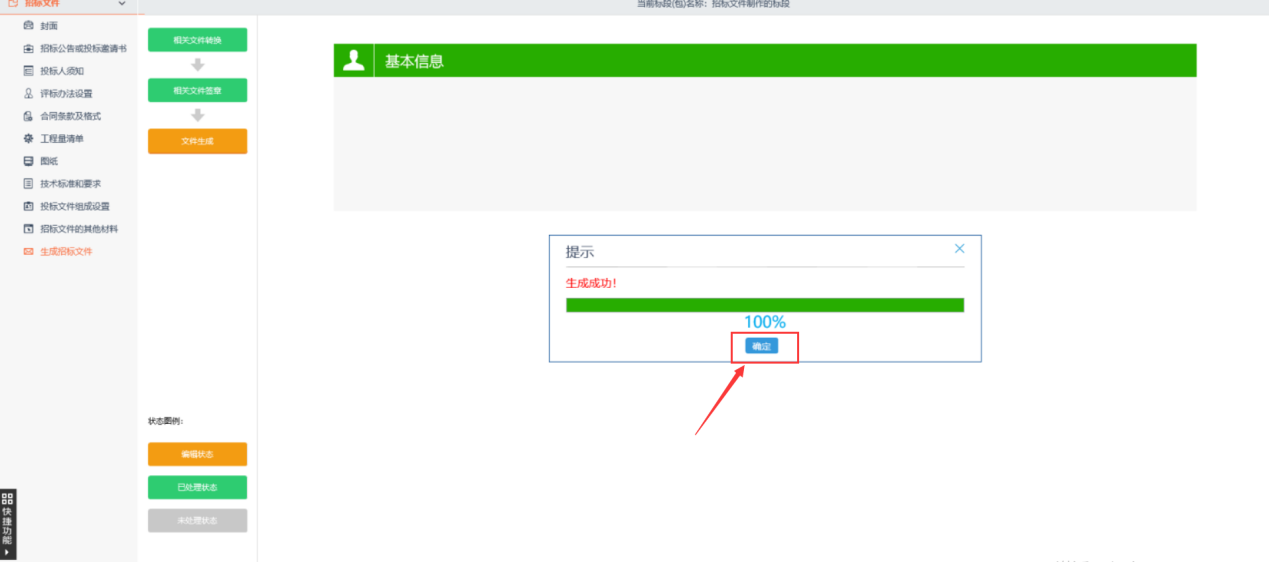 招标文件
当前标段(包)名称：招标文件制作的标段
封面
招标公告或投标邀请书
投标人须知
评标办法设置
合同条款及格式
工程量清单
图纸
技术标准和要求
投标文件组成设置
招标文件的其他材料
生成招标文件
相关文件转换
相关文件签章
文件生成
状态图例：
编辑状态
已处理状态
未处理状态
快捷功能
基本信息
提示
生成成功！
100%
确定